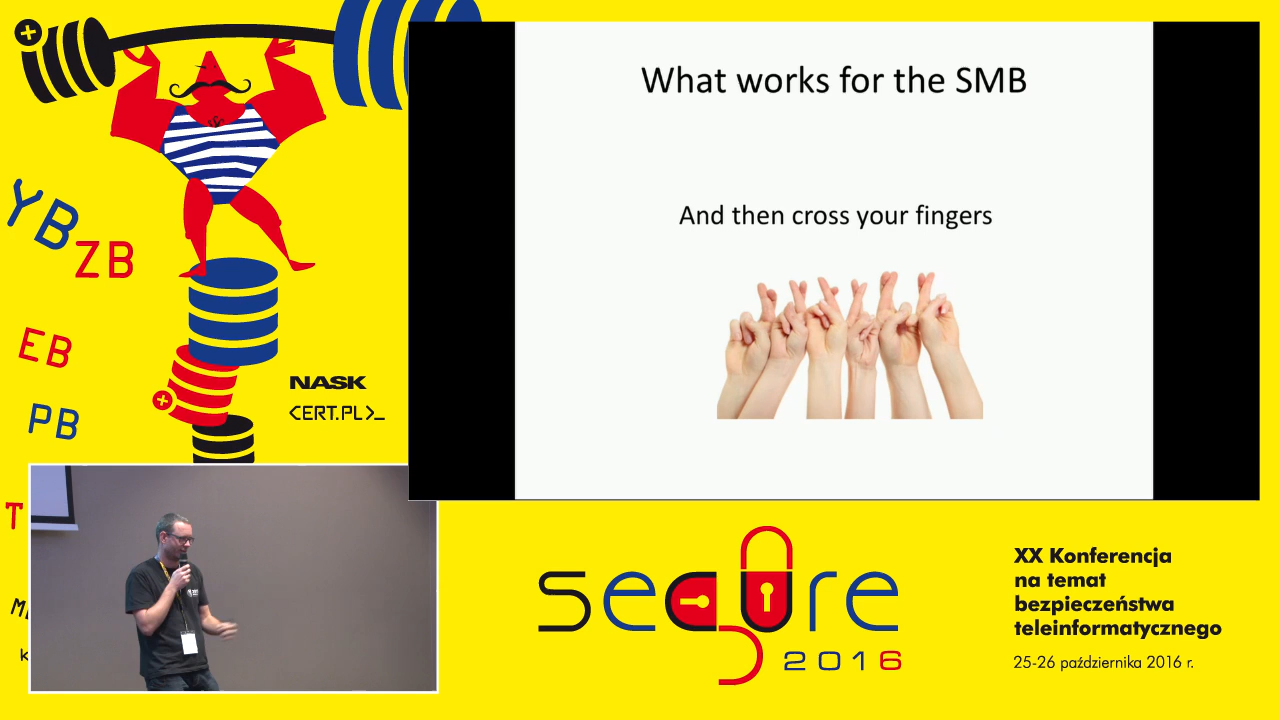 What works for the SMB
And then cross your fingers
YB
ZB
EB
PB
T
NASK
<CERT.PL>_
secure
2016
XX Konferencja
na temat
bezpieczeństwa
teleinformatycznego
25-26 października 2016 r.